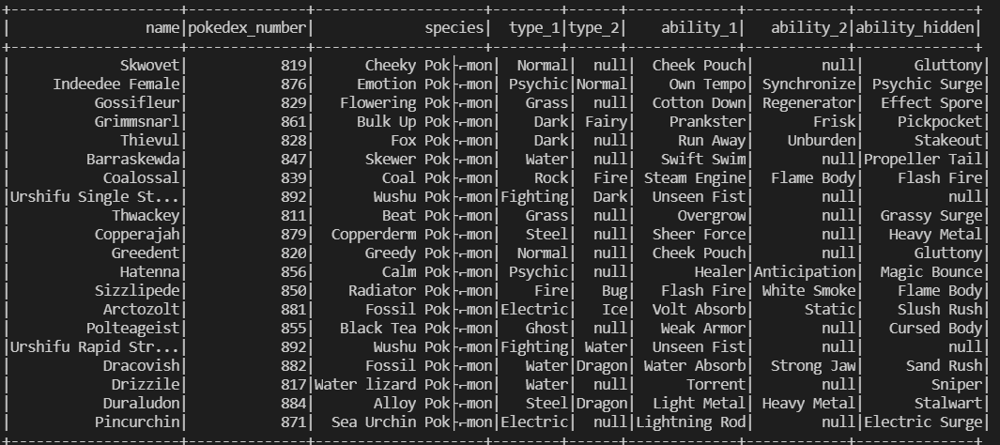 +------------------+--------------+-------------------+--------+------+--------------+------------+--------------+
|              name|pokedex_number|            species|  type_1|type_2|     ability_1|   ability_2|ability_hidden|
+------------------+--------------+-------------------+--------+------+--------------+------------+--------------+
|           Skwovet|           819|    Cheeky Pok├⌐mon|  Normal|  null|   Cheek Pouch|        null|      Gluttony|
|   Indeedee Female|           876|   Emotion Pok├⌐mon| Psychic|Normal|     Own Tempo| Synchronize| Psychic Surge|
|        Gossifleur|           829| Flowering Pok├⌐mon|   Grass|  null|   Cotton Down| Regenerator|  Effect Spore|
|        Grimmsnarl|           861|   Bulk Up Pok├⌐mon|    Dark| Fairy|     Prankster|       Frisk|    Pickpocket|
|           Thievul|           828|       Fox Pok├⌐mon|    Dark|  null|      Run Away|    Unburden|      Stakeout|
|       Barraskewda|           847|    Skewer Pok├⌐mon|   Water|  null|    Swift Swim|        null|Propeller Tail|
|         Coalossal|           839|      Coal Pok├⌐mon|    Rock|  Fire|  Steam Engine|  Flame Body|    Flash Fire|
|Urshifu Single St...|           892|     Wushu Pok├⌐mon|Fighting|  Dark|   Unseen Fist|        null|          null|
|          Thwackey|           811|      Beat Pok├⌐mon|   Grass|  null|      Overgrow|        null|  Grassy Surge|
|        Copperajah|           879|Copperderm Pok├⌐mon|   Steel|  null|   Sheer Force|        null|   Heavy Metal|
|          Greedent|           820|    Greedy Pok├⌐mon|  Normal|  null|   Cheek Pouch|        null|      Gluttony|
|           Hatenna|           856|      Calm Pok├⌐mon| Psychic|  null|        Healer|Anticipation|  Magic Bounce|
|        Sizzlipede|           850|  Radiator Pok├⌐mon|    Fire|   Bug|    Flash Fire| White Smoke|    Flame Body|
|         Arctozolt|           881|    Fossil Pok├⌐mon|Electric|   Ice|   Volt Absorb|      Static|    Slush Rush|
|       Polteageist|           855| Black Tea Pok├⌐mon|   Ghost|  null|    Weak Armor|        null|   Cursed Body|
|Urshifu Rapid Str...|           892|     Wushu Pok├⌐mon|Fighting| Water|   Unseen Fist|        null|          null|
|         Dracovish|           882|    Fossil Pok├⌐mon|   Water|Dragon|  Water Absorb|  Strong Jaw|     Sand Rush|
|          Drizzile|           817|Water lizard Pok├⌐mon|   Water|  null|       Torrent|        null|        Sniper|
|         Duraludon|           884|     Alloy Pok├⌐mon|   Steel|Dragon|   Light Metal| Heavy Metal|      Stalwart|
|        Pincurchin|           871|Sea Urchin Pok├⌐mon|Electric|  null| Lightning Rod|        null|Electric Surge|
+------------------+--------------+-------------------+--------+------+--------------+------------+--------------+